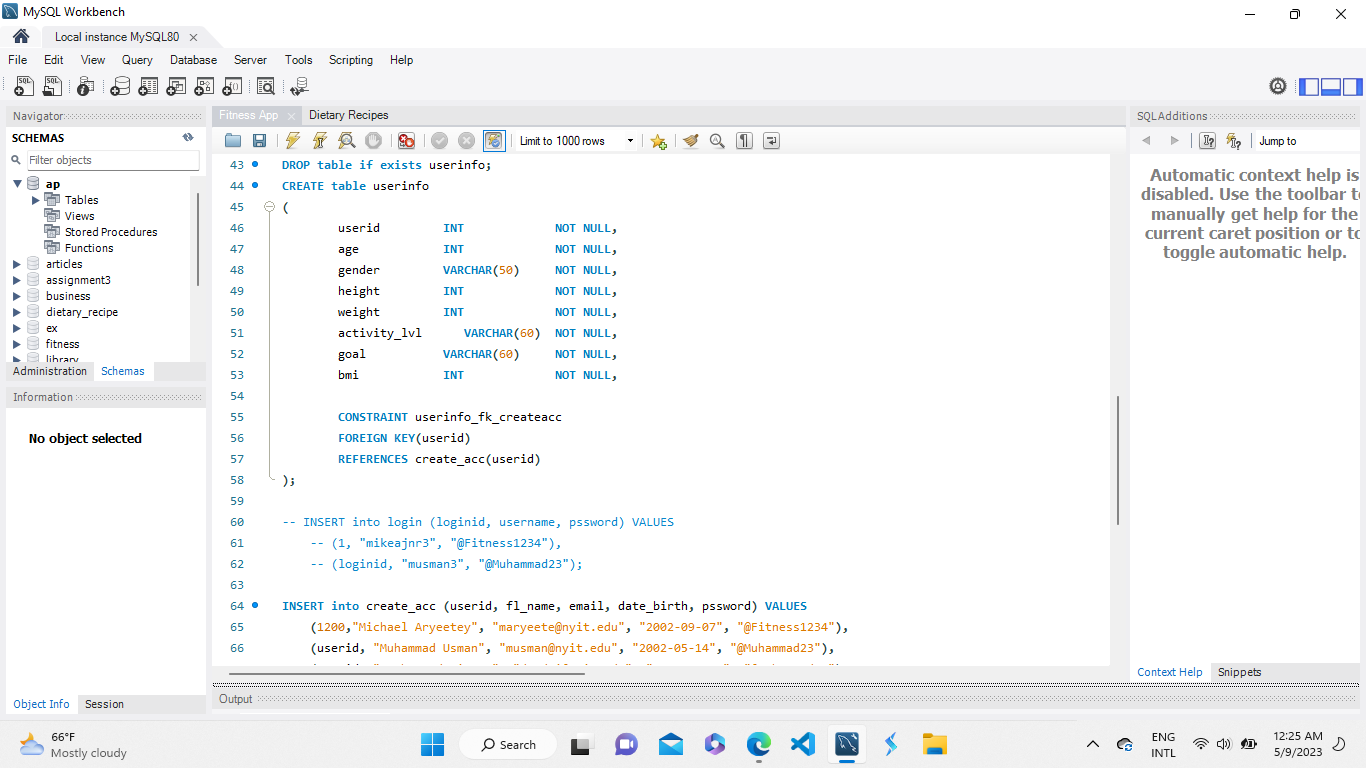 MySQL Workbench
Local instance MySQL80
File Edit View Query Database Server Tools Scripting Help
Navigator
SCHEMAS
Filter objects
ap
Tables
Views
Stored Procedures
Functions
articles
assignment3
business
dietary_recipe
ex
fitness
library
Administration Schemas
Information
No object selected
Object Info Session
Fitness App Dietary Recipes
Limit to 1000 rows
43 DROP table if exists userinfo;
44 CREATE table userinfo
45 (
46 userid INT NOT NULL,
47 age INT NOT NULL,
48 gender VARCHAR(50) NOT NULL,
49 height INT NOT NULL,
50 weight INT NOT NULL,
51 activity_lvl VARCHAR(60) NOT NULL,
52 goal VARCHAR(60) NOT NULL,
53 bmi INT NOT NULL,
54
55 CONSTRAINT userinfo_fk_createacc
56 FOREIGN KEY(userid)
57 REFERENCES create_acc(userid)
58 );
59
60 -- INSERT into login (loginid, username, pssword) VALUES
61 -- (1, "mikeajnr3", "@Fitness1234"),
62 -- (loginid, "musman3", "@Muhammad23");
63
64 INSERT into create_acc (userid, fl_name, email, date_birth, pssword) VALUES
65 (1200,"Michael Aryeetey", "maryeete@nyit.edu", "2002-09-07", "@Fitness1234"),
66 (userid, "Muhammad Usman", "musman@nyit.edu", "2002-05-14", "@Muhammad23"),
Output
SQLAdditions
Jump to
Automatic context help is
disabled. Use the toolbar to
manually get help for the
current caret position or to
toggle automatic help.
Context Help Snippets
66°F
Mostly cloudy
Search
ENG
INTL
12:25 AM
5/9/2023